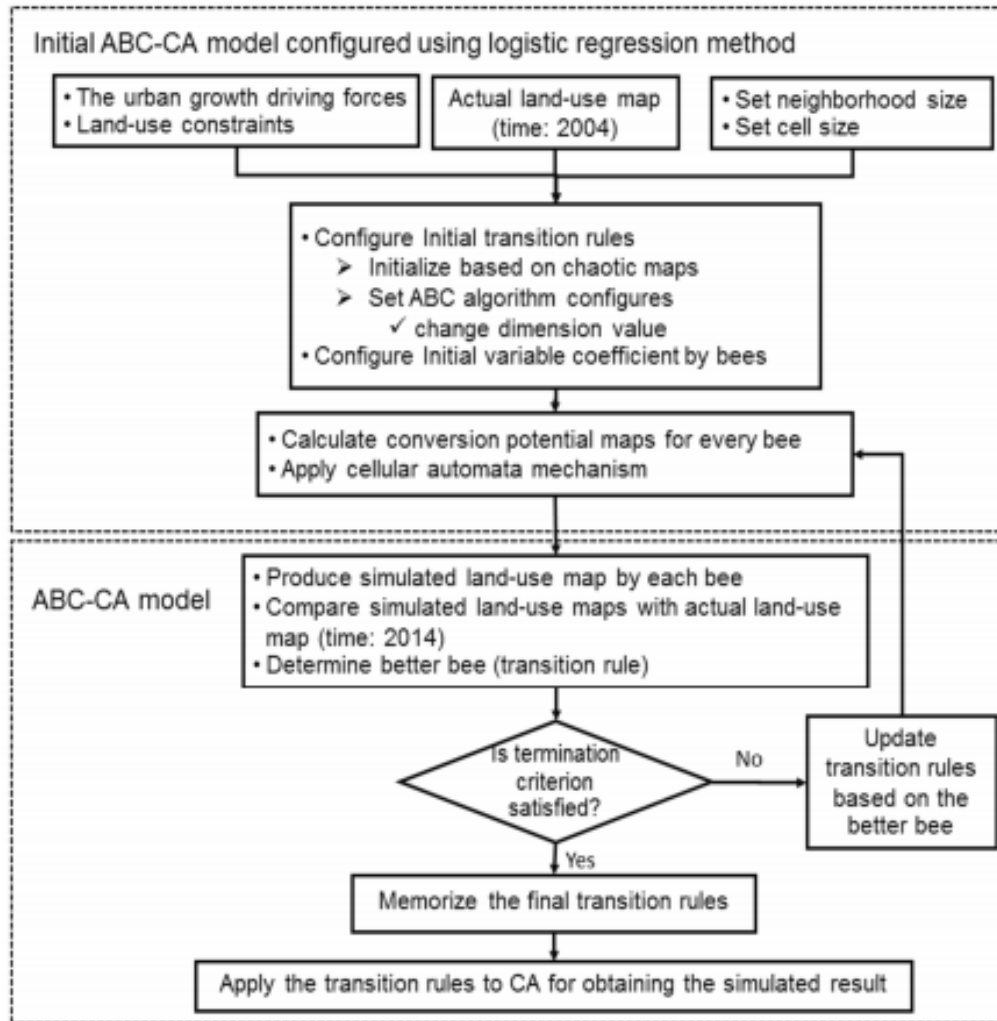 Initial ABC-CA model configured using logistic regression method
• The urban growth driving forces
• Land-use constraints
Actual land-use map
(time: 2004)
• Set neighborhood size
• Set cell size
• Configure Initial transition rules
➢ Initialize based on chaotic maps
➢ Set ABC algorithm configures
✓ change dimension value
• Configure Initial variable coefficient by bees
• Calculate conversion potential maps for every bee
• Apply cellular automata mechanism
ABC-CA model
• Produce simulated land-use map by each bee
• Compare simulated land-use maps with actual land-use
map (time: 2014)
• Determine better bee (transition rule)
Is termination
criterion
satisfied?
No
Update
transition rules
based on the
better bee
Yes
Memorize the final transition rules
Apply the transition rules to CA for obtaining the simulated result